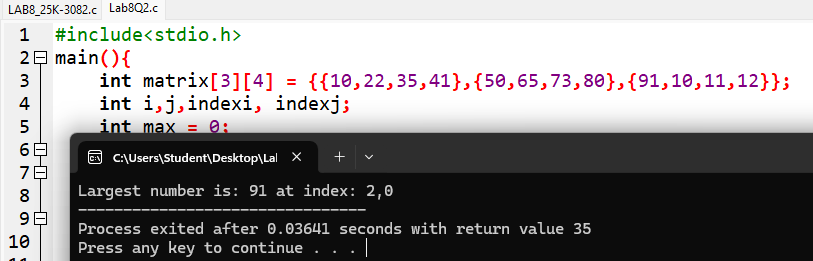 LAB8_25K-3082.c Lab8Q2.c
1 #include<stdio.h>
2 main(){
3 int matrix[3][4] = {{10,22,35,41},{50,65,73,80},{91,10,11,12}};
4 int i,j,indexi, indexj;
5 int max = 0;
6
7
8
9
10
C:\Users\Student\Desktop\Lal
Largest number is: 91 at index: 2,0
--------------------------------
Process exited after 0.03641 seconds with return value 35
Press any key to continue . . .